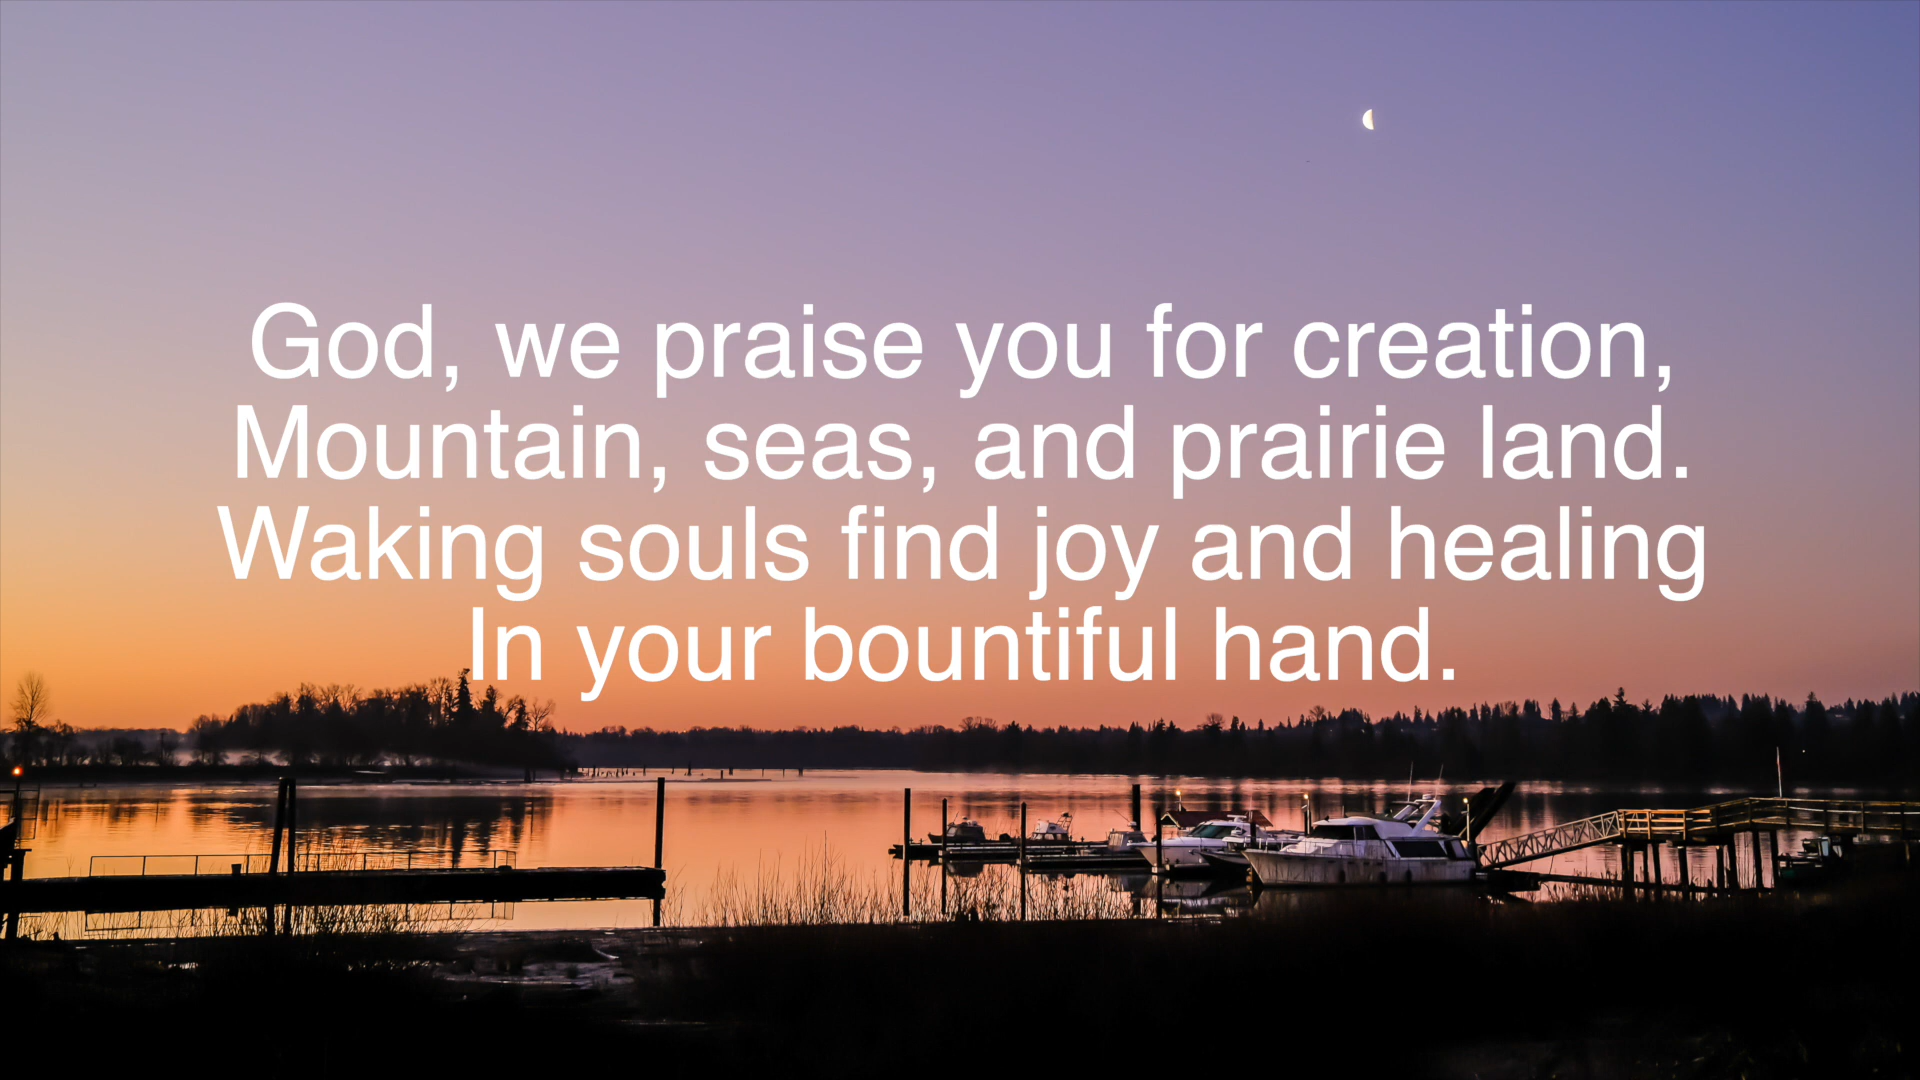 God, we praise you for creation,
Mountain, seas, and prairie land.
Waking souls find joy and healing
In your bountiful hand.